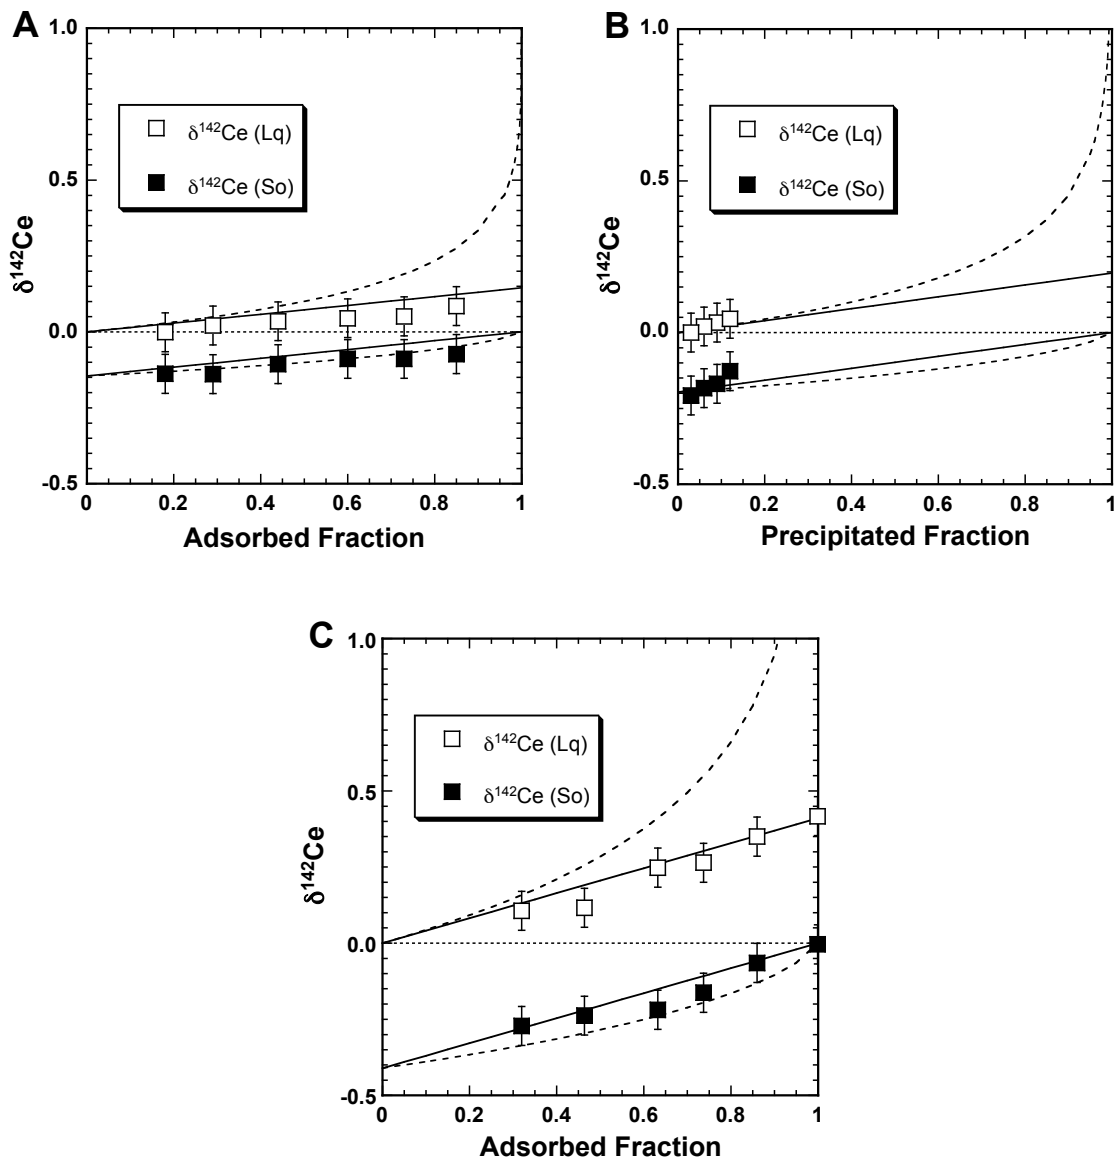 A
1.0
0.5
0.0
-0.5
δ¹⁴²Ce
δ¹⁴²Ce (Lq)
δ¹⁴²Ce (So)
0 0.2 0.4 0.6 0.8 1
Adsorbed Fraction
B
1.0
0.5
0.0
-0.5
δ¹⁴²Ce
δ¹⁴²Ce (Lq)
δ¹⁴²Ce (So)
0 0.2 0.4 0.6 0.8 1
Precipitated Fraction
C
1.0
0.5
0.0
-0.5
δ¹⁴²Ce
δ¹⁴²Ce (Lq)
δ¹⁴²Ce (So)
0 0.2 0.4 0.6 0.8 1
Adsorbed Fraction